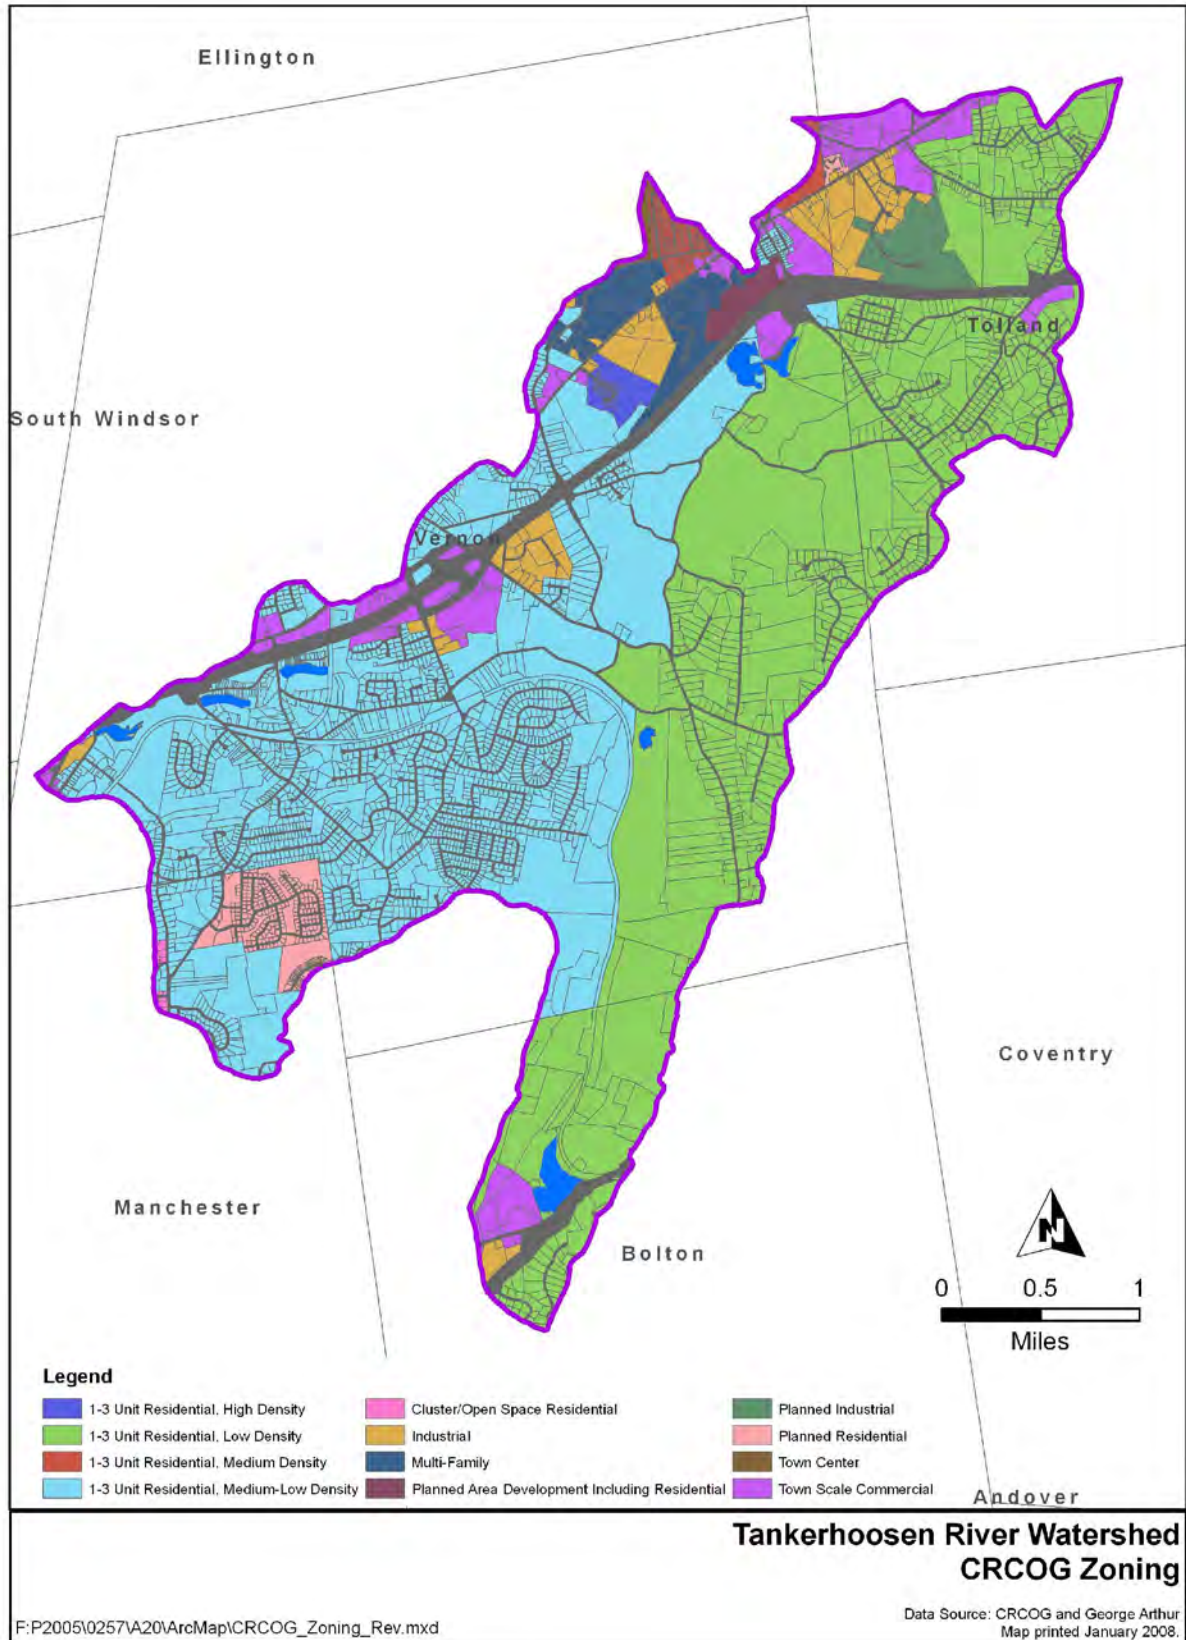 Ellington
Tolland
South Windsor
Vernon
Coventry
Manchester
Bolton
N
0 0.5 1
Miles
Legend
1-3 Unit Residential, High Density
1-3 Unit Residential, Low Density
1-3 Unit Residential, Medium Density
1-3 Unit Residential, Medium-Low Density
Cluster/Open Space Residential
Industrial
Multi-Family
Planned Area Development Including Residential
Planned Industrial
Planned Residential
Town Center
Town Scale Commercial
Andover
Tankerhoosen River Watershed
CRCOG Zoning
F:P2005\0257\A20\ArcMap\CRCOG_Zoning_Rev.mxd
Data Source: CRCOG and George Arthur
Map printed January 2008.